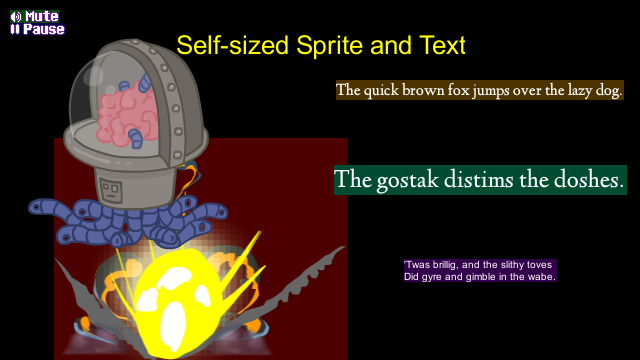 Mute
Pause
Self-sized Sprite and Text
The quick brown fox jumps over the lazy dog.
The gostak distims the doshes.
'Twas brillig, and the slithy toves
Did gyre and gimble in the wabe.